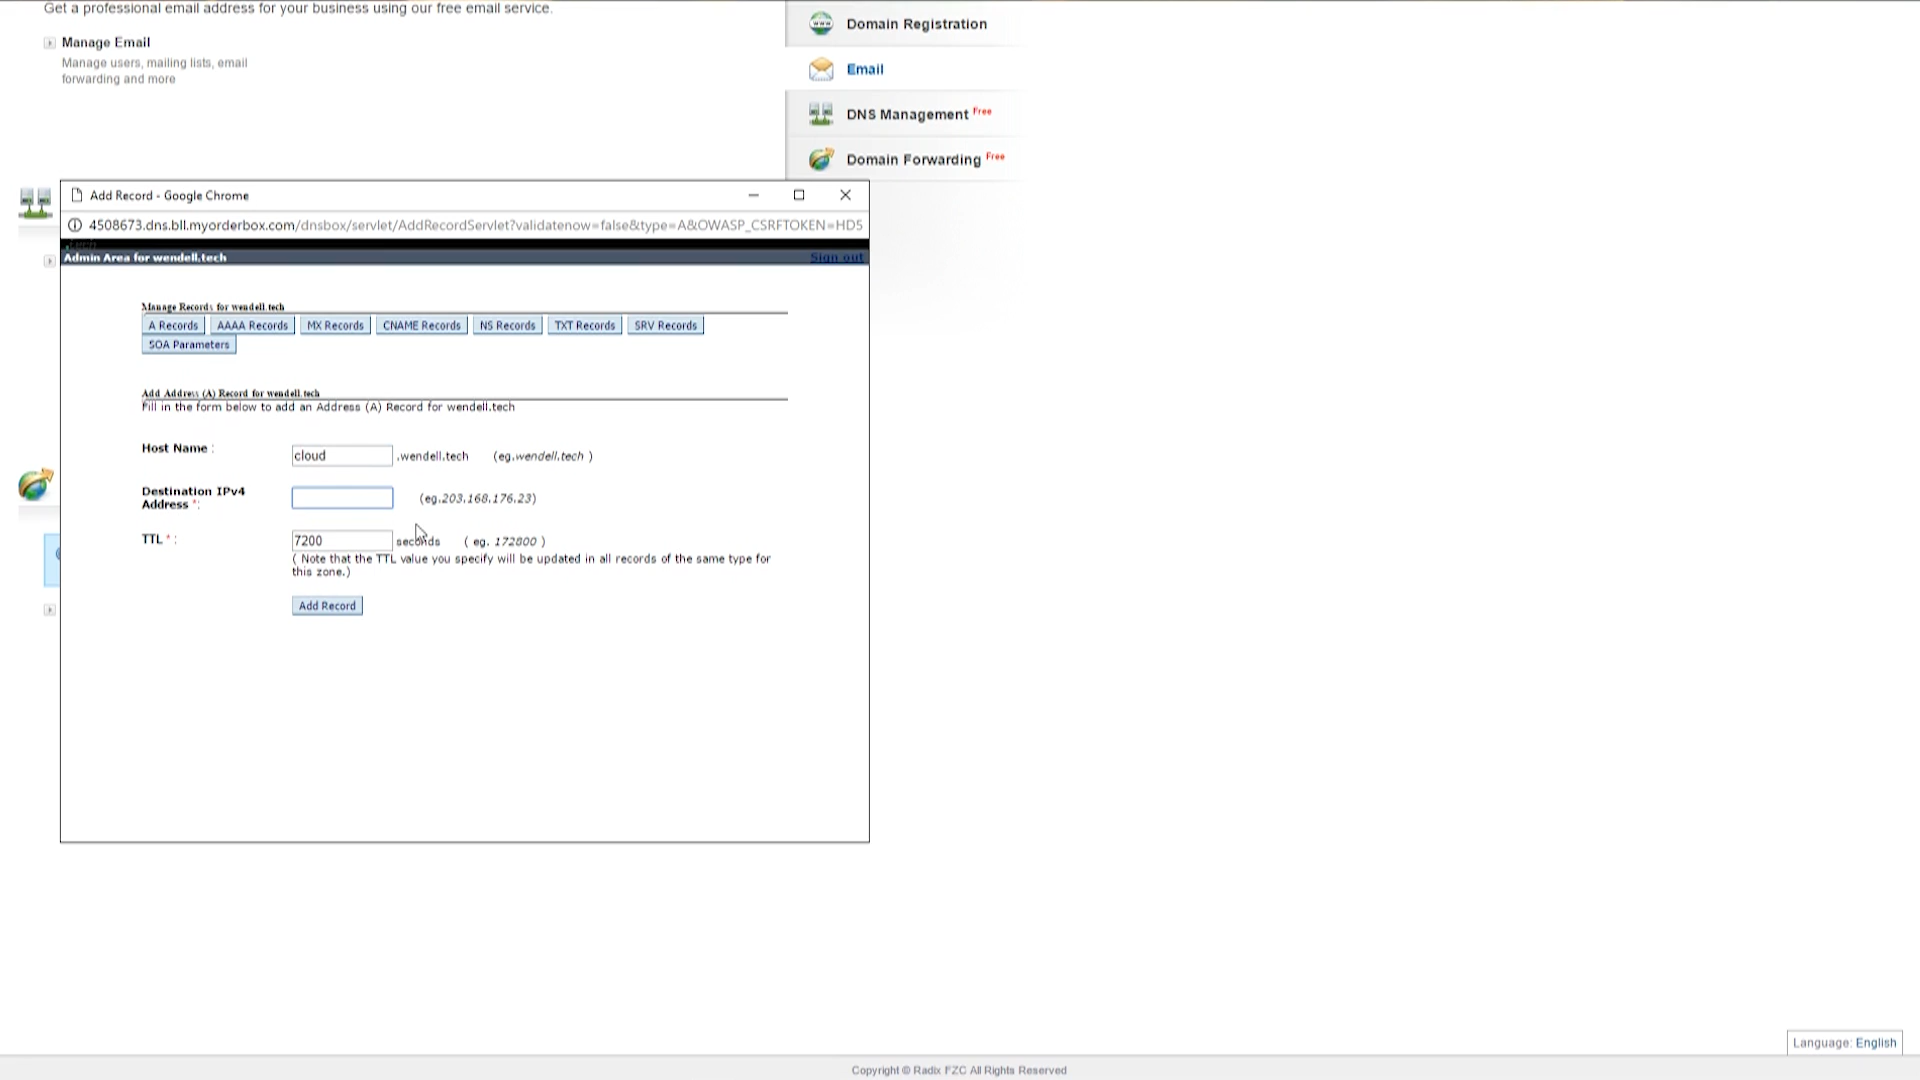 Get a professional email address for your business using our free email service.
Manage Email
Manage users, mailing lists, email
forwarding and more
Domain Registration
Email
DNS Management Free
Domain Forwarding Free
Add Record - Google Chrome
4508673.dns.bll.myorderbox.com/dnsbox/servlet/AddRecordServlet?validatenow=false&type=A&OWASP_CSRFTOKEN=HD5
.tech
Admin Area for wendell.tech
Sign out
Manage Records for wendell.tech
A Records AAAA Records MX Records CNAME Records NS Records TXT Records SRV Records
SOA Parameters
Add Address (A) Record for wendell.tech
Fill in the form below to add an Address (A) Record for wendell.tech
Host Name :
cloud .wendell.tech (eg.wendell.tech )
Destination IPv4
Address *:
(eg.203.168.176.23)
TTL * :
7200 seconds ( eg. 172800 )
( Note that the TTL value you specify will be updated in all records of the same type for
this zone.)
Add Record
Language: English
Copyright © Radix FZC All Rights Reserved